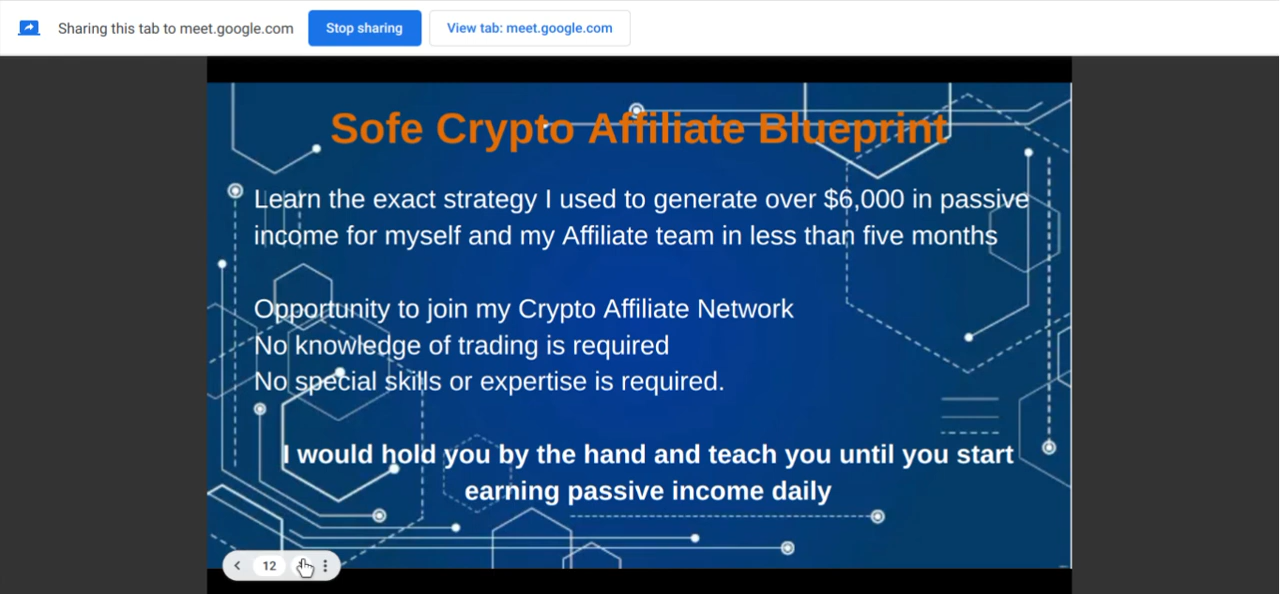 Sharing this tab to meet.google.com
Stop sharing
View tab: meet.google.com
Sofe Crypto Affiliate Blueprint
Learn the exact strategy I used to generate over $6,000 in passive
income for myself and my Affiliate team in less than five months
Opportunity to join my Crypto Affiliate Network
No knowledge of trading is required
No special skills or expertise is required.
I would hold you by the hand and teach you until you start
earning passive income daily
12